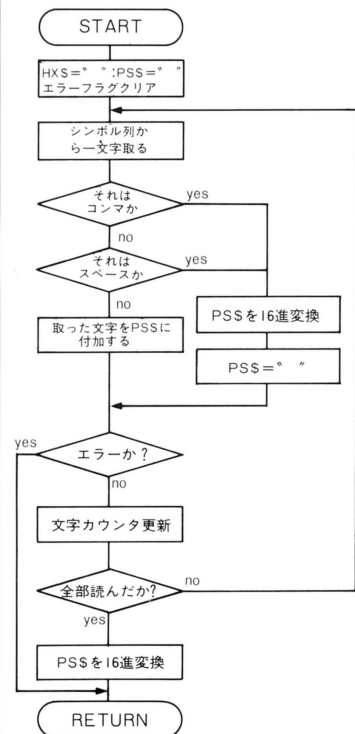 START
HX$=〝 〞:PS$=〝 〞
エラーフラグクリア
シンボル列か
ら一文字取る
それは
コンマか
yes
no
それは
スペースか
yes
no
取った文字をPS$に
付加する
PS$を16進変換
PS$=〝 〞
エラーか?
yes
no
文字カウンタ更新
全部読んだか?
no
yes
PS$を16進変換
RETURN